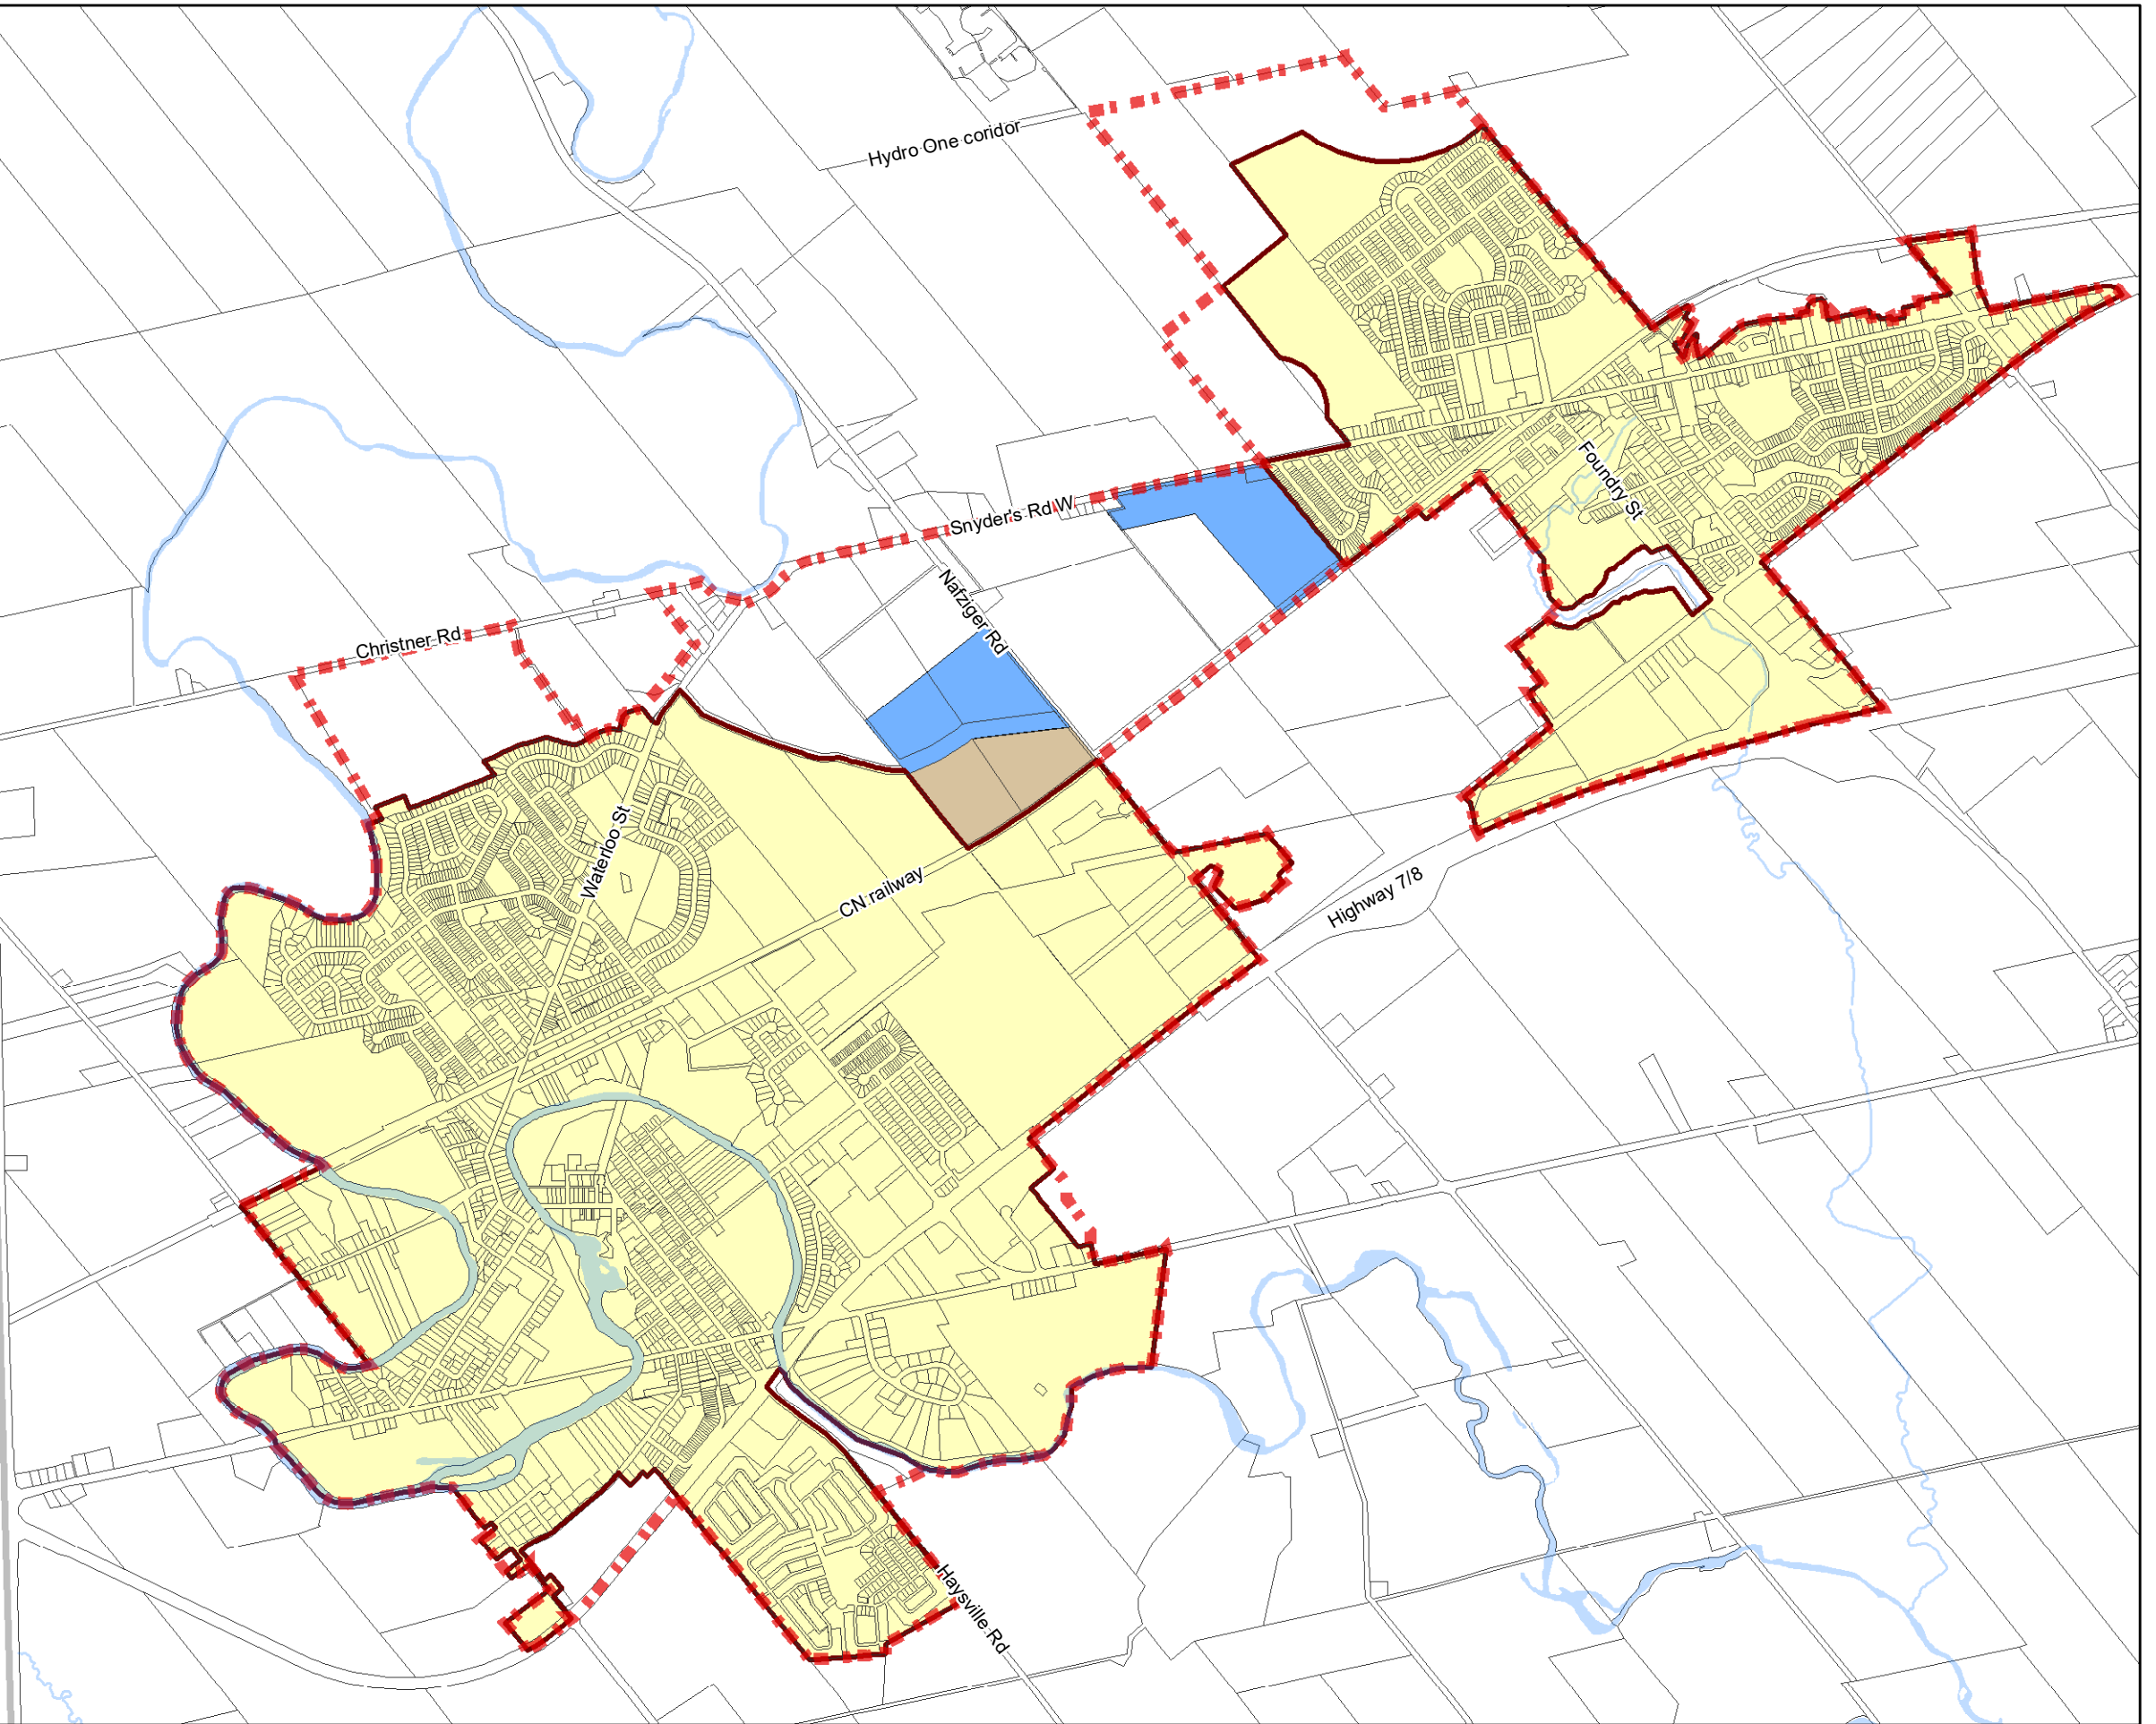 Hydro One coridor
Foundry St
Snyder's Rd W
Nafziger Rd
Christner Rd
Waterloo St
CN railway
Highway 7/8
Haysville Rd